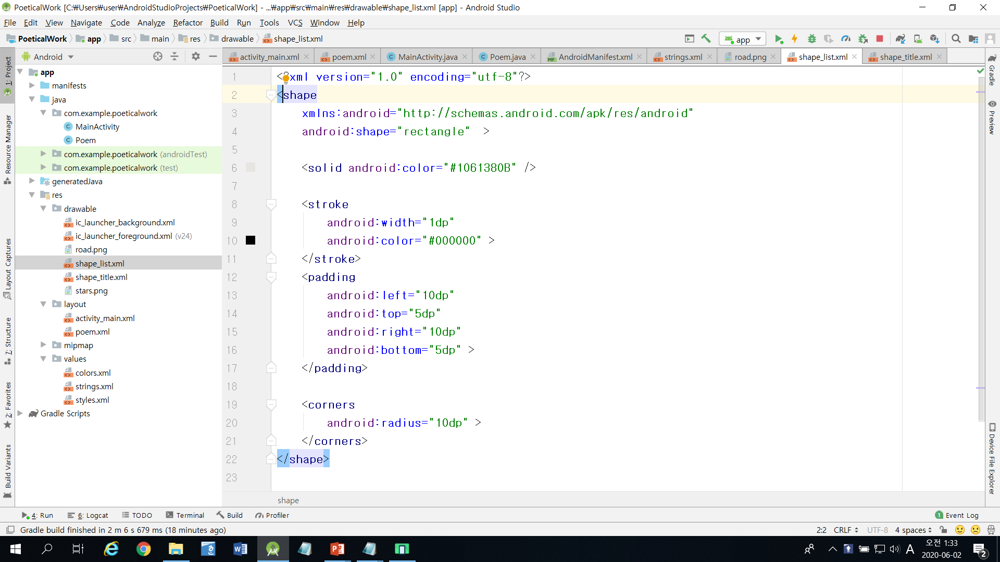 PoeticalWork [C:₩Users₩user₩AndroidStudioProjects₩PoeticalWork] - ...₩app₩src₩main₩res₩drawable₩shape_list.xml [app] - Android Studio
File Edit View Navigate Code Analyze Refactor Build Run Tools VCS Window Help
PoeticalWork app src main res drawable shape_list.xml
app
Android
activity_main.xml poem.xml MainActivity.java Poem.java AndroidManifest.xml strings.xml road.png shape_list.xml shape_title.xml
1: Project
Resource Manager
Layout Captures
7: Structure
2: Favorites
Build Variants
app
manifests
java
com.example.poeticalwork
MainActivity
Poem
com.example.poeticalwork (androidTest)
com.example.poeticalwork (test)
generatedJava
res
drawable
ic_launcher_background.xml
ic_launcher_foreground.xml (v24)
road.png
shape_list.xml
shape_title.xml
stars.png
layout
activity_main.xml
poem.xml
mipmap
values
colors.xml
strings.xml
styles.xml
Gradle Scripts
1 <?xml version="1.0" encoding="utf-8"?>
2 <shape
3 xmlns:android="http://schemas.android.com/apk/res/android"
4 android:shape="rectangle" >
5
6 <solid android:color="#1061380B" />
7
8 <stroke
9 android:width="1dp"
10 android:color="#000000" >
11 </stroke>
12 <padding
13 android:left="10dp"
14 android:top="5dp"
15 android:right="10dp"
16 android:bottom="5dp" >
17 </padding>
18
19 <corners
20 android:radius="10dp" >
21 </corners>
22 </shape>
23
shape
Gradle
Preview
Device File Explorer
4: Run 6: Logcat TODO Terminal Build Profiler 1 Event Log
Gradle build finished in 2 m 6 s 679 ms (18 minutes ago) 2:2 CRLF UTF-8 4 spaces
A 오전 1:33
2020-06-02 2